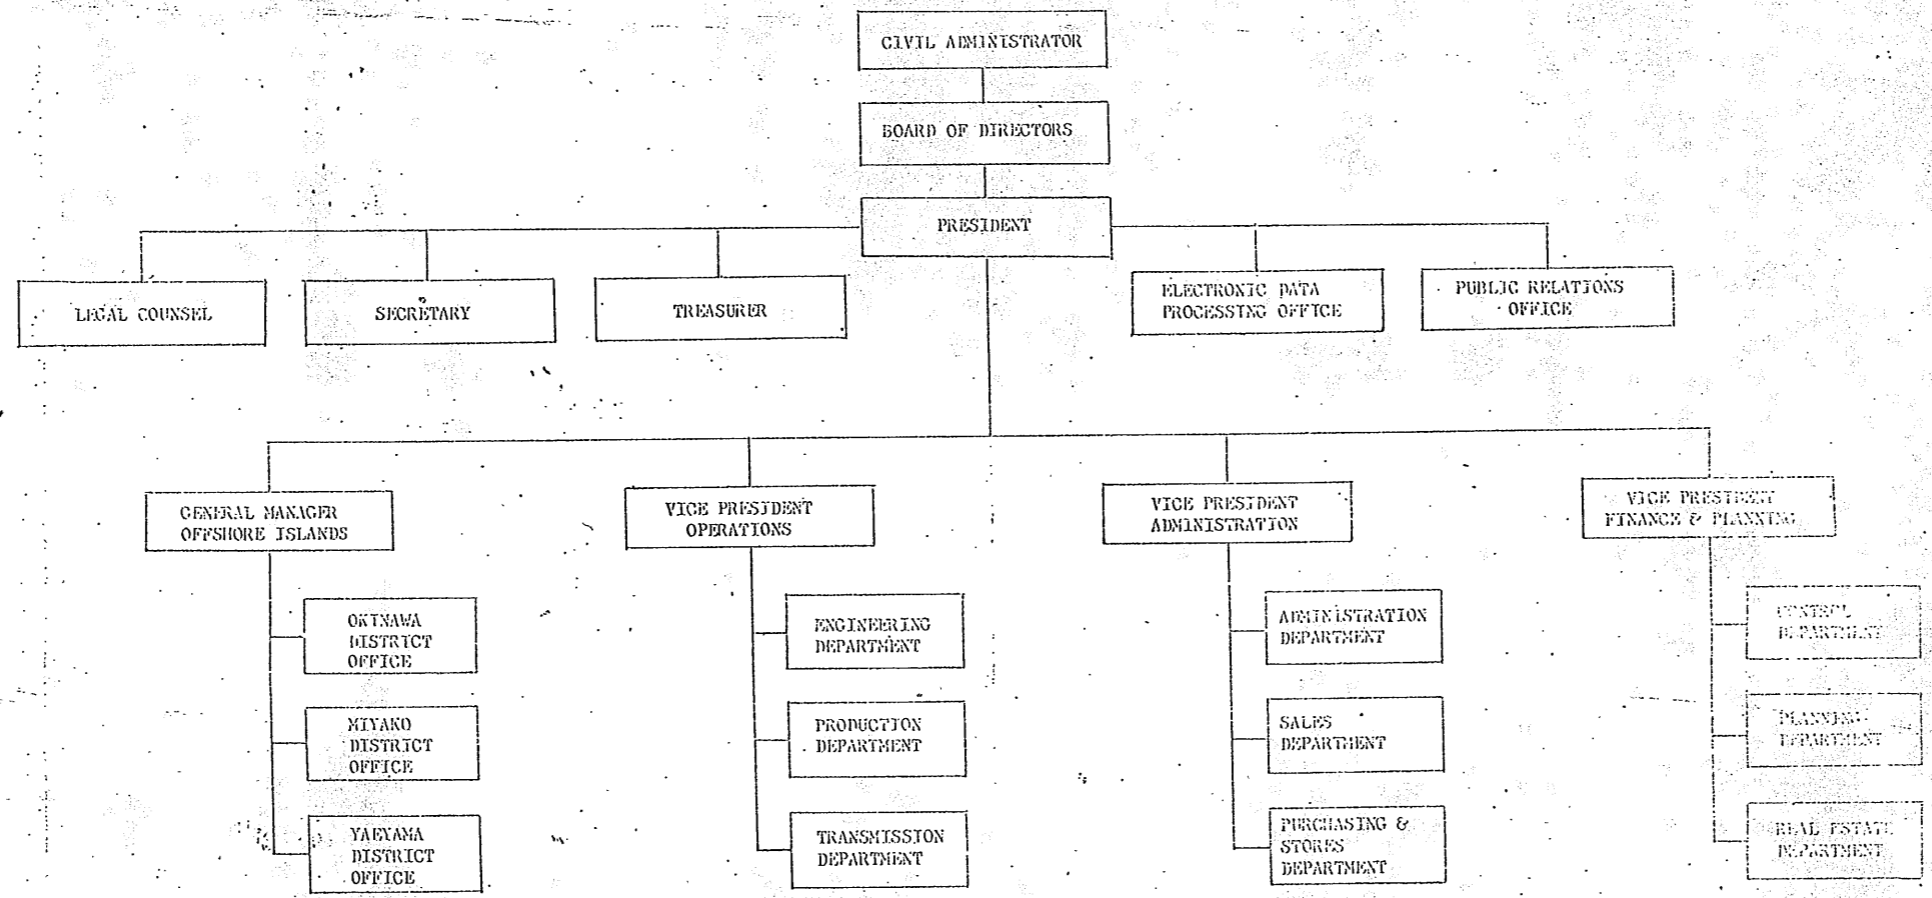 CIVIL ADMINISTRATOR
BOARD OF DIRECTORS
PRESIDENT
LEGAL COUNSEL
SECRETARY
TREASURER
ELECTRONIC DATA
PROCESSING OFFICE
PUBLIC RELATIONS
OFFICE
GENERAL MANAGER
OFFSHORE ISLANDS
VICE PRESIDENT
OPERATIONS
VICE PRESIDENT
ADMINISTRATION
VICE PRESIDENT
FINANCE & PLANNING
OKINAWA
DISTRICT
OFFICE
MIYAKO
DISTRICT
OFFICE
YAEYAMA
DISTRICT
OFFICE
ENGINEERING
DEPARTMENT
PRODUCTION
DEPARTMENT
TRANSMISSION
DEPARTMENT
ADMINISTRATION
DEPARTMENT
SALES
DEPARTMENT
PURCHASING &
STORES
DEPARTMENT
CONTROL
DEPARTMENT
PLANNING
DEPARTMENT
REAL ESTATE
DEPARTMENT